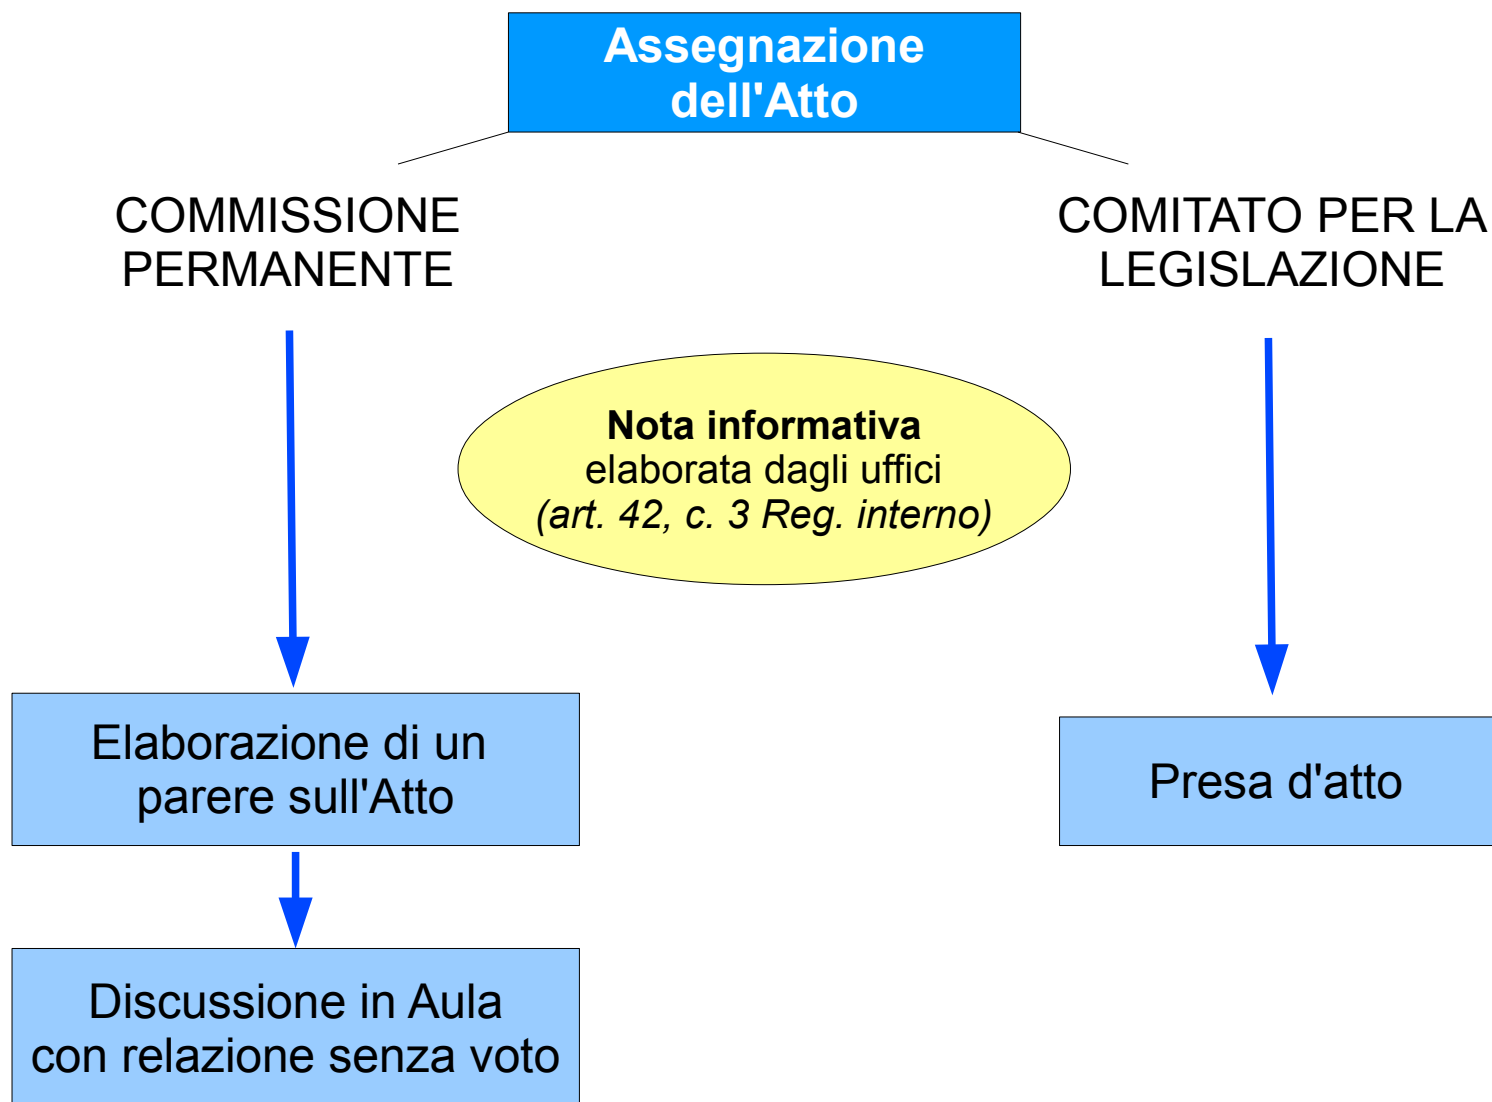 Assegnazione
dell'Atto
COMMISSIONE
PERMANENTE
COMITATO PER LA
LEGISLAZIONE
Nota informativa
elaborata dagli uffici
(art. 42, c. 3 Reg. interno)
Elaborazione di un
parere sull'Atto
Presa d'atto
Discussione in Aula
con relazione senza voto